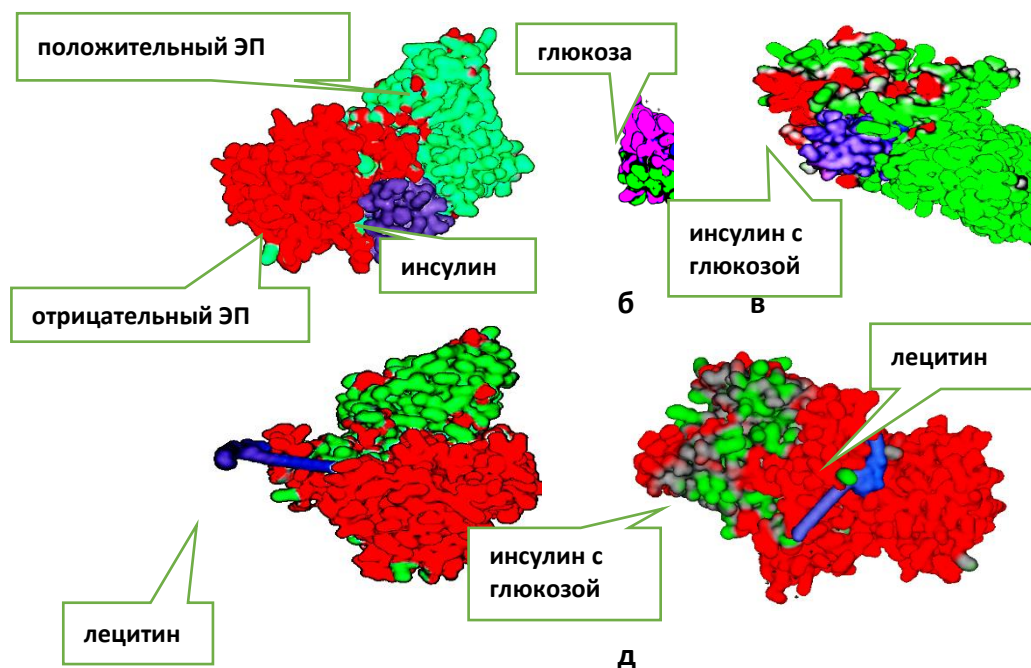 положительный ЭП
глюкоза
инсулин
инсулин с
глюкозой
отрицательный ЭП
б
в
лецитин
инсулин с
глюкозой
лецитин
д